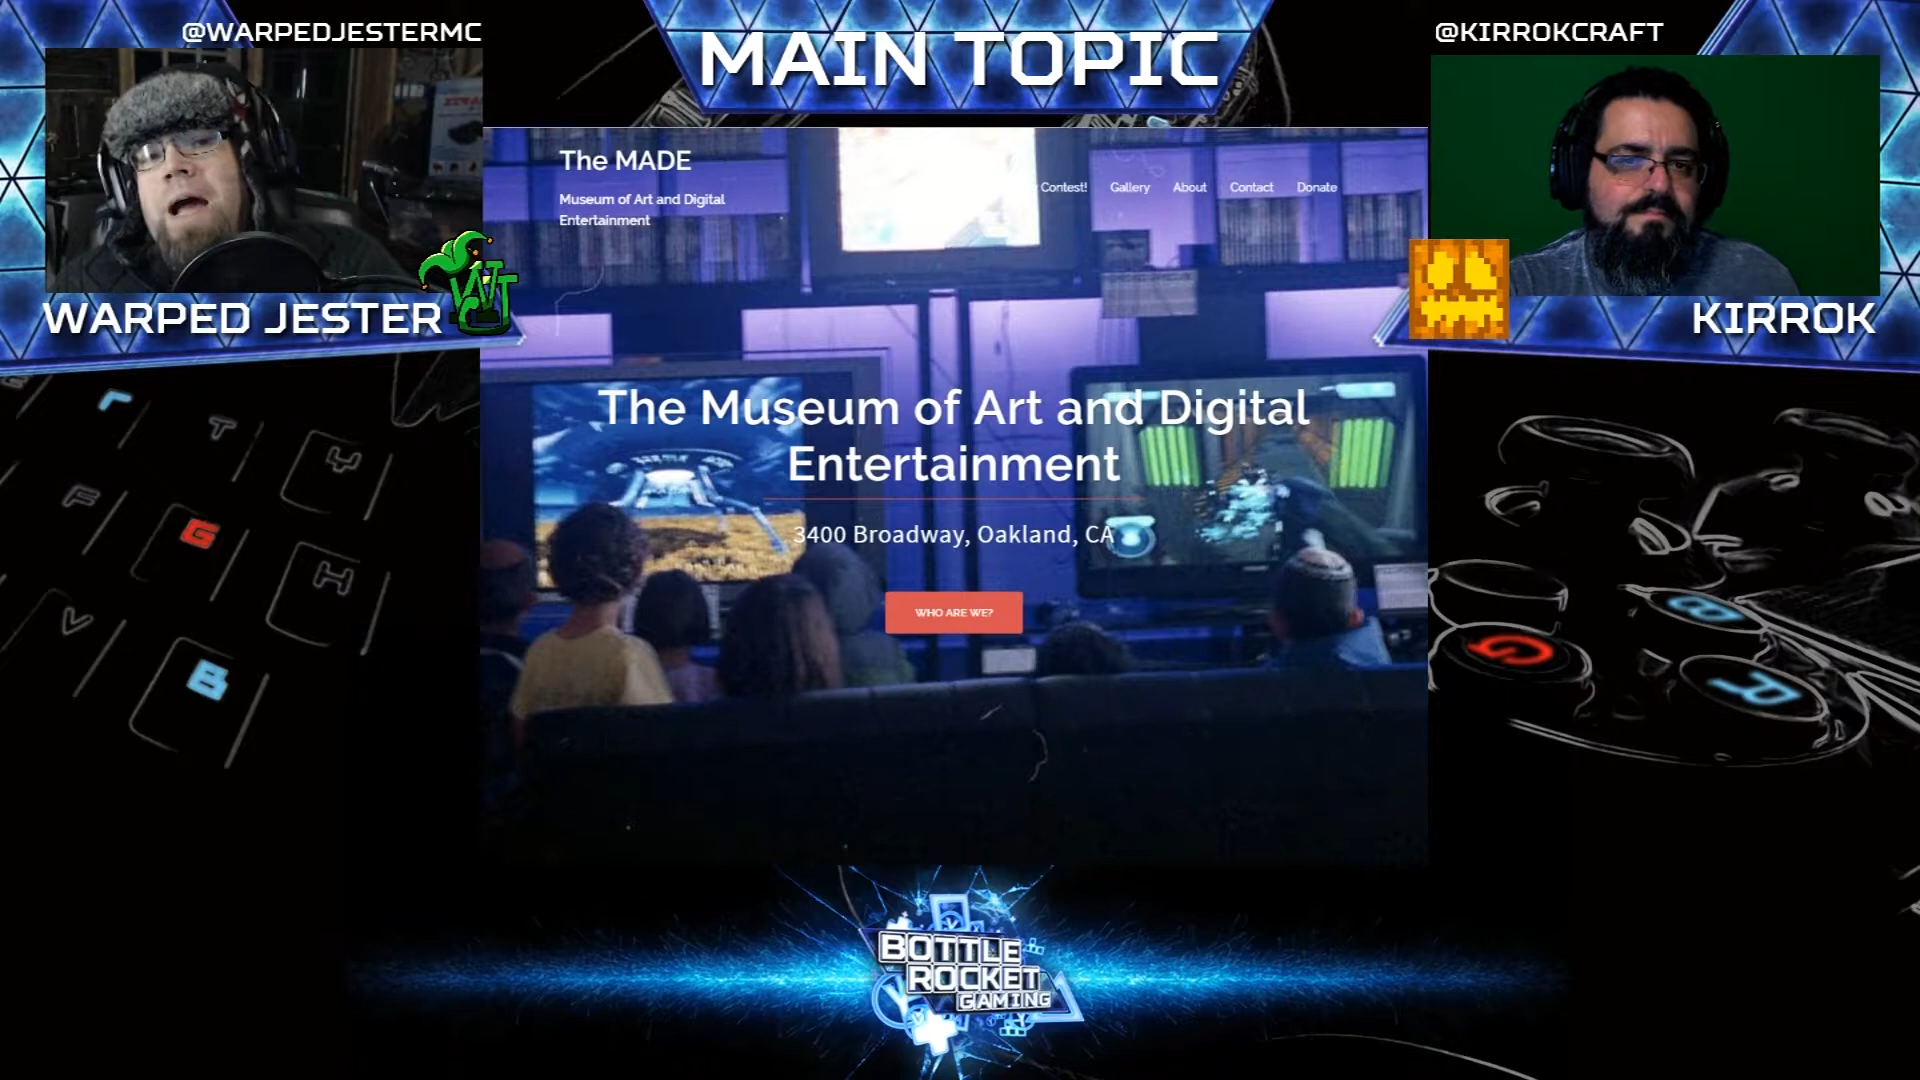 @WARPEDJESTERMC
MAIN TOPIC
@KIRROKCRAFT
The MADE
Museum of Art and Digital
Entertainment
Contest! Gallery About Contact Donate
WARPED JESTER
WT
KIRROK
The Museum of Art and Digital
Entertainment
3400 Broadway, Oakland, CA
WHO ARE WE?
R T Y
F G H
V B
B
G
R
BOTTLE
ROCKET
GAMING